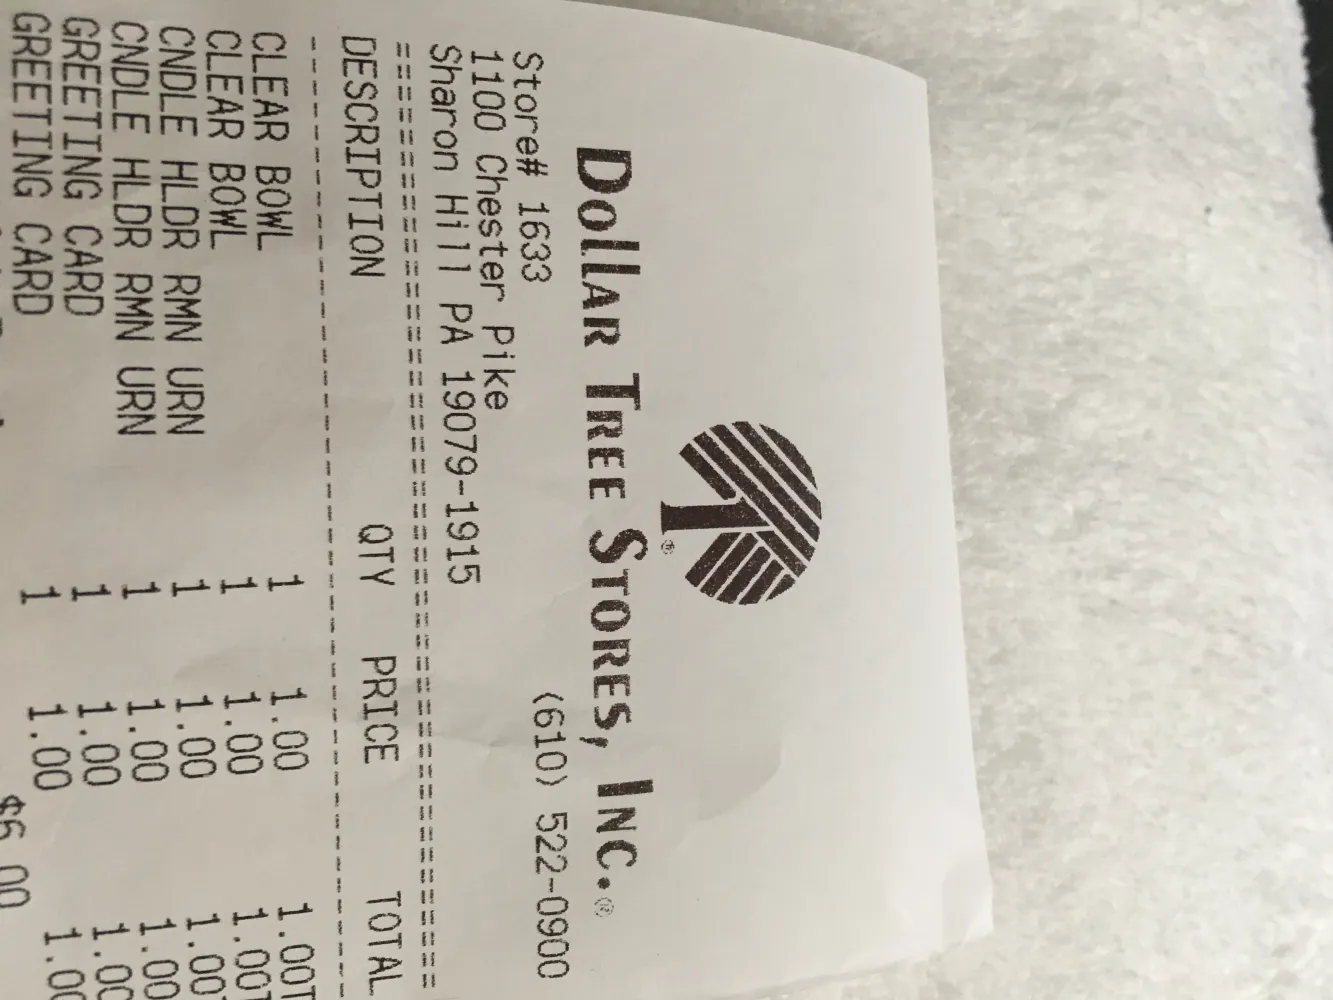 Dollar Tree Stores, Inc.®
Store# 1633 (610) 522-0900
1100 Chester Pike
Sharon Hill PA 19079-1915
================================================
DESCRIPTION QTY PRICE TOTAL
------------------------------------------------
CLEAR BOWL 1 1.00 1.00T
CLEAR BOWL 1 1.00 1.00T
CNDLE HLDR RMN URN 1 1.00 1.00
CNDLE HLDR RMN URN 1 1.00 1.00
GREETING CARD 1 1.00 1.00
GREETING CARD 1 1.00 1.00
$6.00